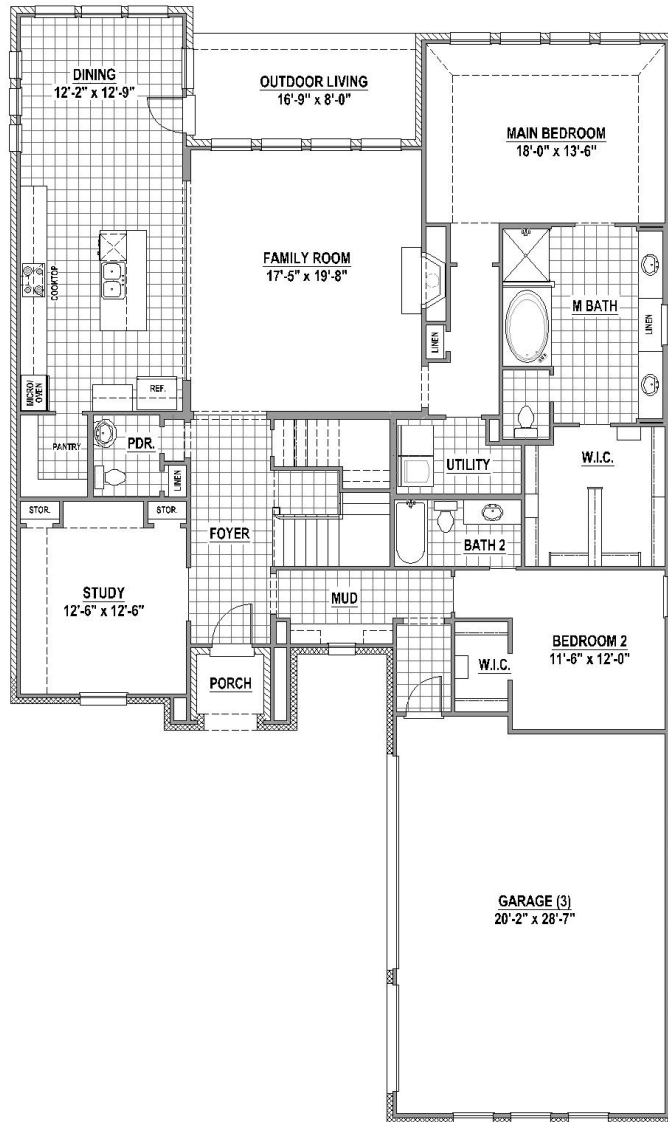 DINING
12'-2" x 12'-9"
OUTDOOR LIVING
16'-9" x 8'-0"
MAIN BEDROOM
18'-0" x 13'-6"
FAMILY ROOM
17'-5" x 19'-8"
COOKTOP
M BATH
LINEN
LINEN
MICRO/
OVEN
REF.
PANTRY
PDR.
LINEN
UTILITY
W.I.C.
STOR.
STOR.
FOYER
BATH 2
STUDY
12'-6" x 12'-6"
MUD
BEDROOM 2
11'-6" x 12'-0"
W.I.C.
PORCH
GARAGE (3)
20'-2" x 28'-7"